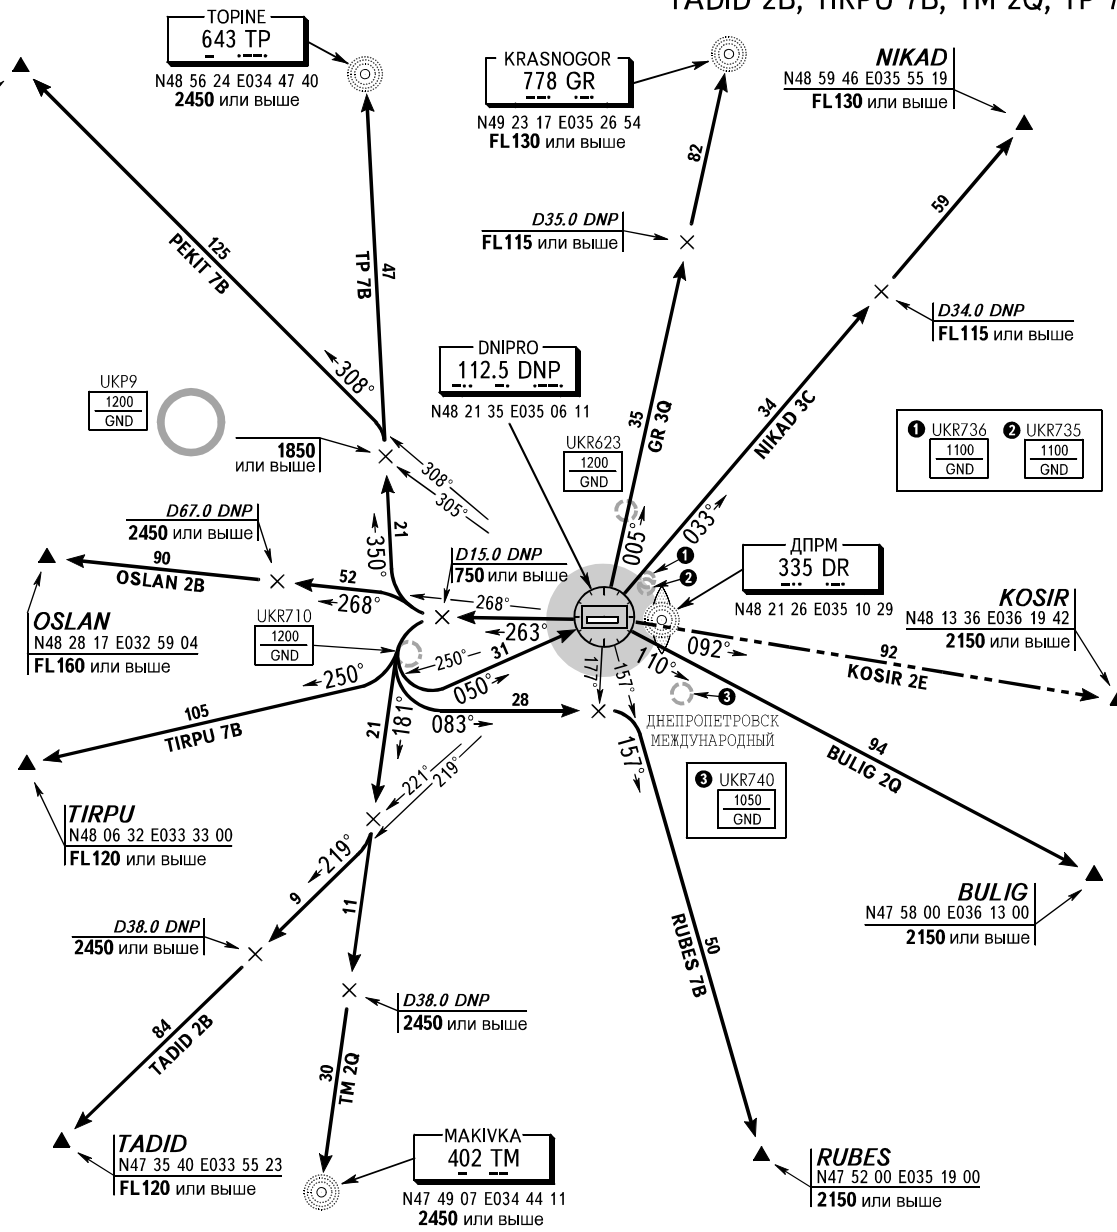 TADID 2B, TIRPU 7B, TM 2Q, TP 7
TOPINE
643 TP
N48 56 24 E034 47 40
2450 или выше
KRASNOGOR
778 GR
N49 23 17 E035 26 54
FL130 или выше
NIKAD
N48 59 46 E035 55 19
FL130 или выше
82
59
D35.0 DNP
FL115 или выше
125
PEKIT 7B
47
TP 7B
D34.0 DNP
FL115 или выше
DNIPRO
112.5 DNP
N48 21 35 E035 06 11
308°
UKP9
1200
GND
35
GR 3Q
34
NIKAD 3C
1 UKR736
1100
GND
2 UKR735
1100
GND
1850
или выше
UKR623
1200
GND
308°
305°
D67.0 DNP
2450 или выше
21
350°
D15.0 DNP
750 или выше
005°
033°
1
2
ДПРМ
335 DR
N48 21 26 E035 10 29
90
OSLAN 2B
52
268°
268°
263°
OSLAN
N48 28 17 E032 59 04
FL160 или выше
UKR710
1200
GND
KOSIR
N48 13 36 E036 19 42
2150 или выше
250°
250°
31
050°
177°
157°
110°
092°
92
KOSIR 2E
3
105
TIRPU 7B
21
181°
083°
28
ДНЕПРОПЕТРОВСК
МЕЖДУНАРОДНЫЙ
157°
94
BULIG 2Q
221°
219°
3 UKR740
1050
GND
TIRPU
N48 06 32 E033 33 00
FL120 или выше
219°
9
11
BULIG
N47 58 00 E036 13 00
2150 или выше
D38.0 DNP
2450 или выше
50
RUBES 7B
D38.0 DNP
2450 или выше
84
TADID 2B
30
TM 2Q
TADID
N47 35 40 E033 55 23
FL120 или выше
MAKIVKA
402 TM
N47 49 07 E034 44 11
2450 или выше
RUBES
N47 52 00 E035 19 00
2150 или выше